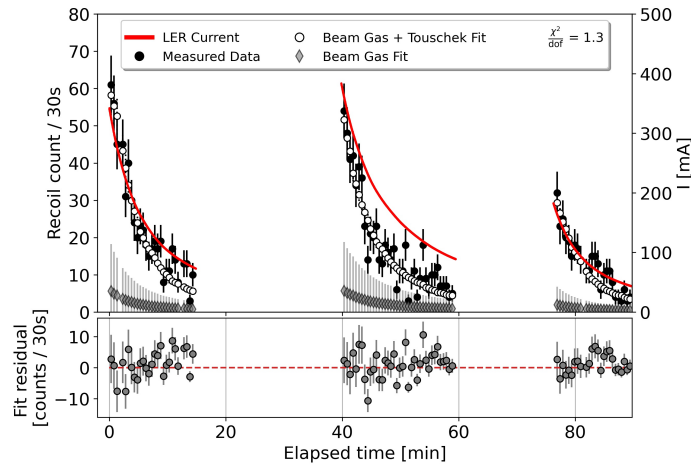 80
70
60
50
40
30
20
10
0
Recoil count / 30s
500
400
300
200
100
0
I [mA]
LER Current
Measured Data
Beam Gas + Touschek Fit
Beam Gas Fit
χ²/dof = 1.3
10
0
−10
Fit residual
[counts / 30s]
0
20
40
60
80
Elapsed time [min]